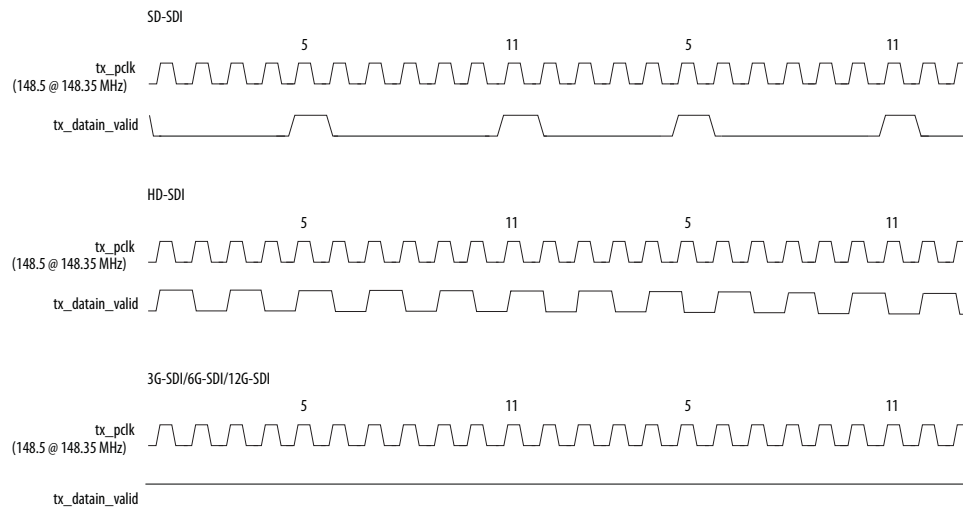 SD-SDI
5 11 5 11
tx_pclk
(148.5 @ 148.35 MHz)
tx_datain_valid
HD-SDI
5 11 5 11
tx_pclk
(148.5 @ 148.35 MHz)
tx_datain_valid
3G-SDI/6G-SDI/12G-SDI
5 11 5 11
tx_pclk
(148.5 @ 148.35 MHz)
tx_datain_valid